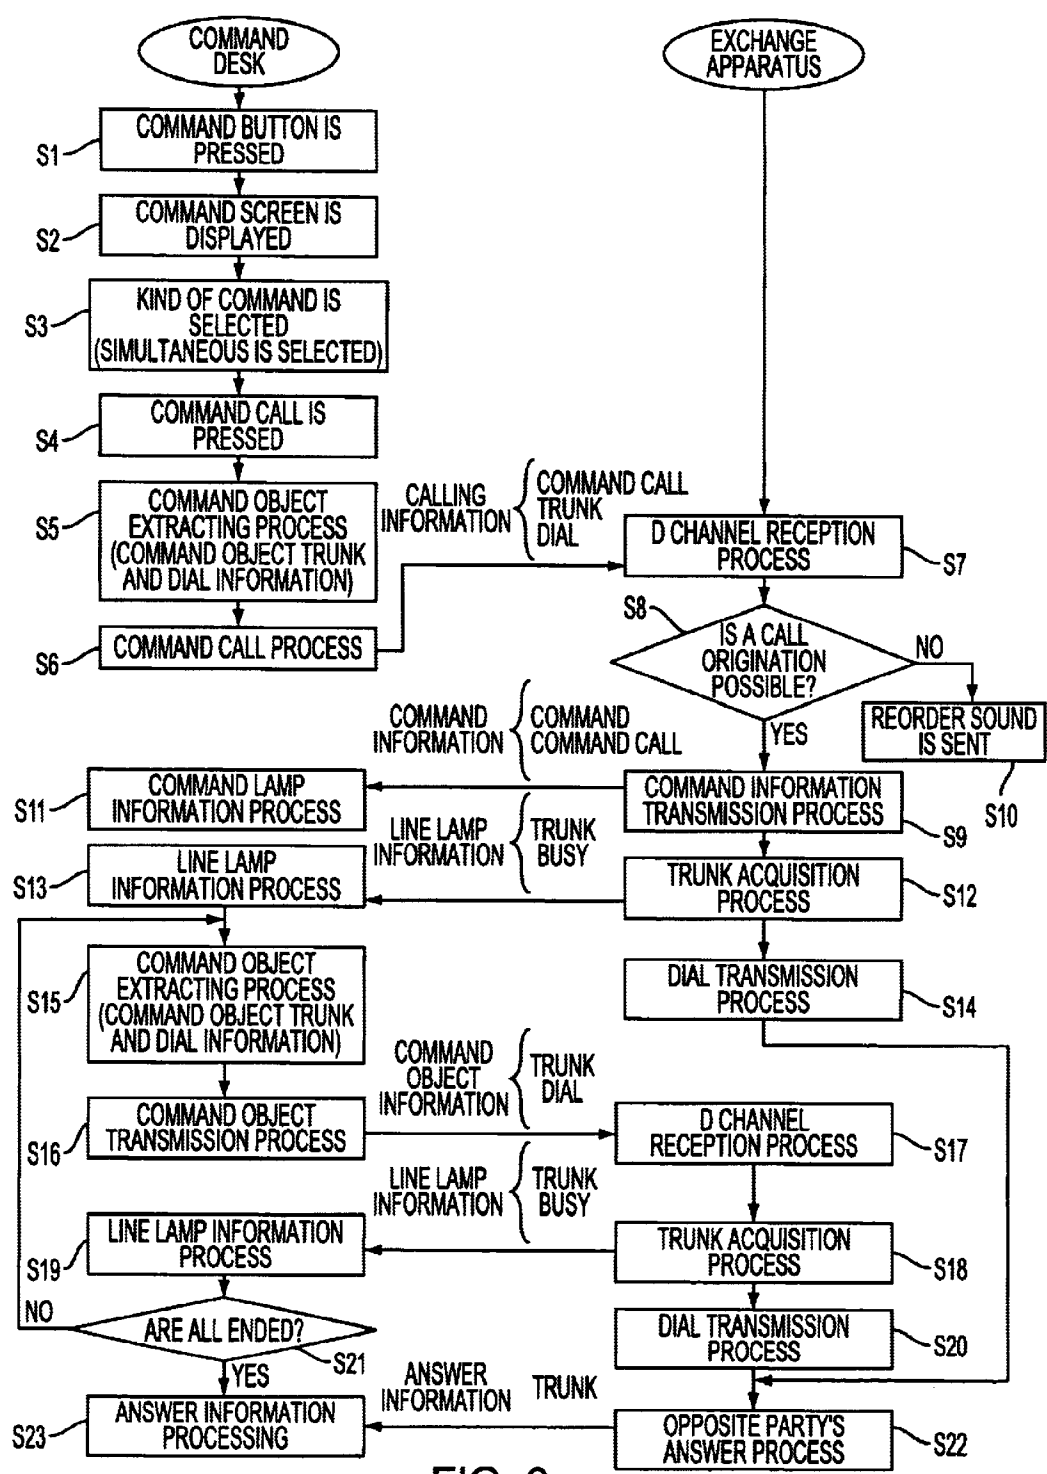 COMMAND
DESK
EXCHANGE
APPARATUS
COMMAND BUTTON IS
PRESSED
S1
COMMAND SCREEN IS
DISPLAYED
S2
KIND OF COMMAND IS
SELECTED
(SIMULTANEOUS IS SELECTED)
S3
COMMAND CALL IS
PRESSED
S4
COMMAND OBJECT
EXTRACTING PROCESS
(COMMAND OBJECT TRUNK
AND DIAL INFORMATION)
S5
CALLING
INFORMATION
COMMAND CALL
TRUNK
DIAL
D CHANNEL RECEPTION
PROCESS
S7
COMMAND CALL PROCESS
S6
S8
IS A CALL
ORIGINATION
POSSIBLE?
NO
YES
REORDER SOUND
IS SENT
S10
COMMAND
INFORMATION
COMMAND
COMMAND CALL
COMMAND LAMP
INFORMATION PROCESS
S11
COMMAND INFORMATION
TRANSMISSION PROCESS
S9
LINE LAMP
INFORMATION
TRUNK
BUSY
LINE LAMP
INFORMATION PROCESS
S13
TRUNK ACQUISITION
PROCESS
S12
COMMAND OBJECT
EXTRACTING PROCESS
(COMMAND OBJECT TRUNK
AND DIAL INFORMATION)
S15
DIAL TRANSMISSION
PROCESS
S14
COMMAND
OBJECT
INFORMATION
TRUNK
DIAL
COMMAND OBJECT
TRANSMISSION PROCESS
S16
D CHANNEL
RECEPTION PROCESS
S17
LINE LAMP
INFORMATION
TRUNK
BUSY
LINE LAMP INFORMATION
PROCESS
S19
TRUNK ACQUISITION
PROCESS
S18
NO
ARE ALL ENDED?
S21
YES
DIAL TRANSMISSION
PROCESS
S20
ANSWER
INFORMATION
TRUNK
ANSWER INFORMATION
PROCESSING
S23
OPPOSITE PARTY'S
ANSWER PROCESS
S22